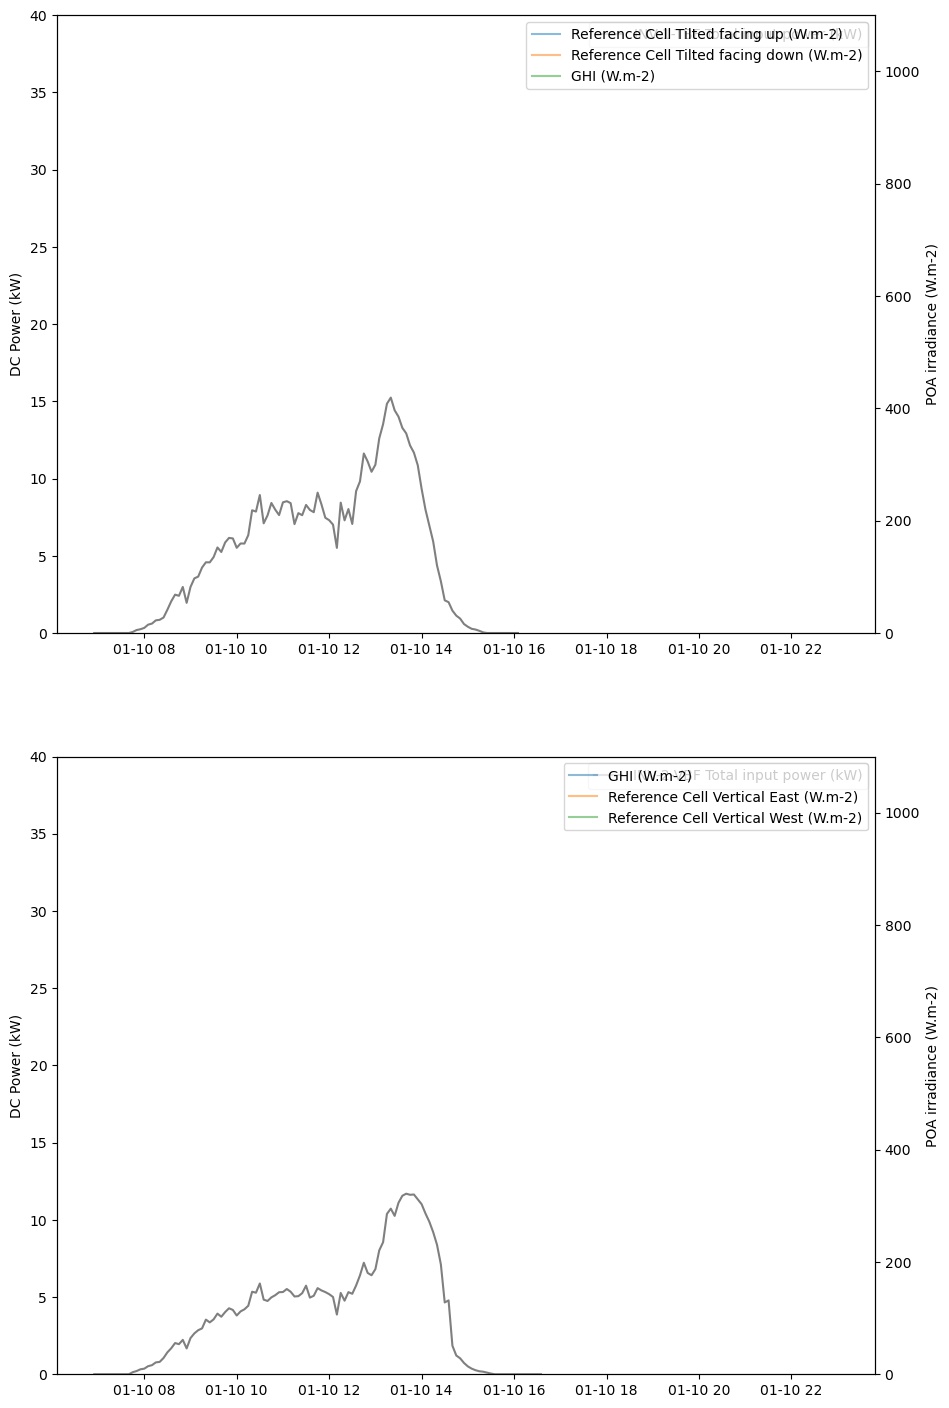 40
35
30
25
20
15
10
5
0
DC Power (kW)
1000
800
600
400
200
0
POA irradiance (W.m-2)
Reference Cell Tilted facing up (W.m-2)
Reference Cell Tilted facing down (W.m-2)
GHI (W.m-2)
01-10 08 01-10 10 01-10 12 01-10 14 01-10 16 01-10 18 01-10 20 01-10 22
40
35
30
25
20
15
10
5
0
DC Power (kW)
1000
800
600
400
200
0
POA irradiance (W.m-2)
GHI (W.m-2)
Total input power (kW)
Reference Cell Vertical East (W.m-2)
Reference Cell Vertical West (W.m-2)
01-10 08 01-10 10 01-10 12 01-10 14 01-10 16 01-10 18 01-10 20 01-10 22